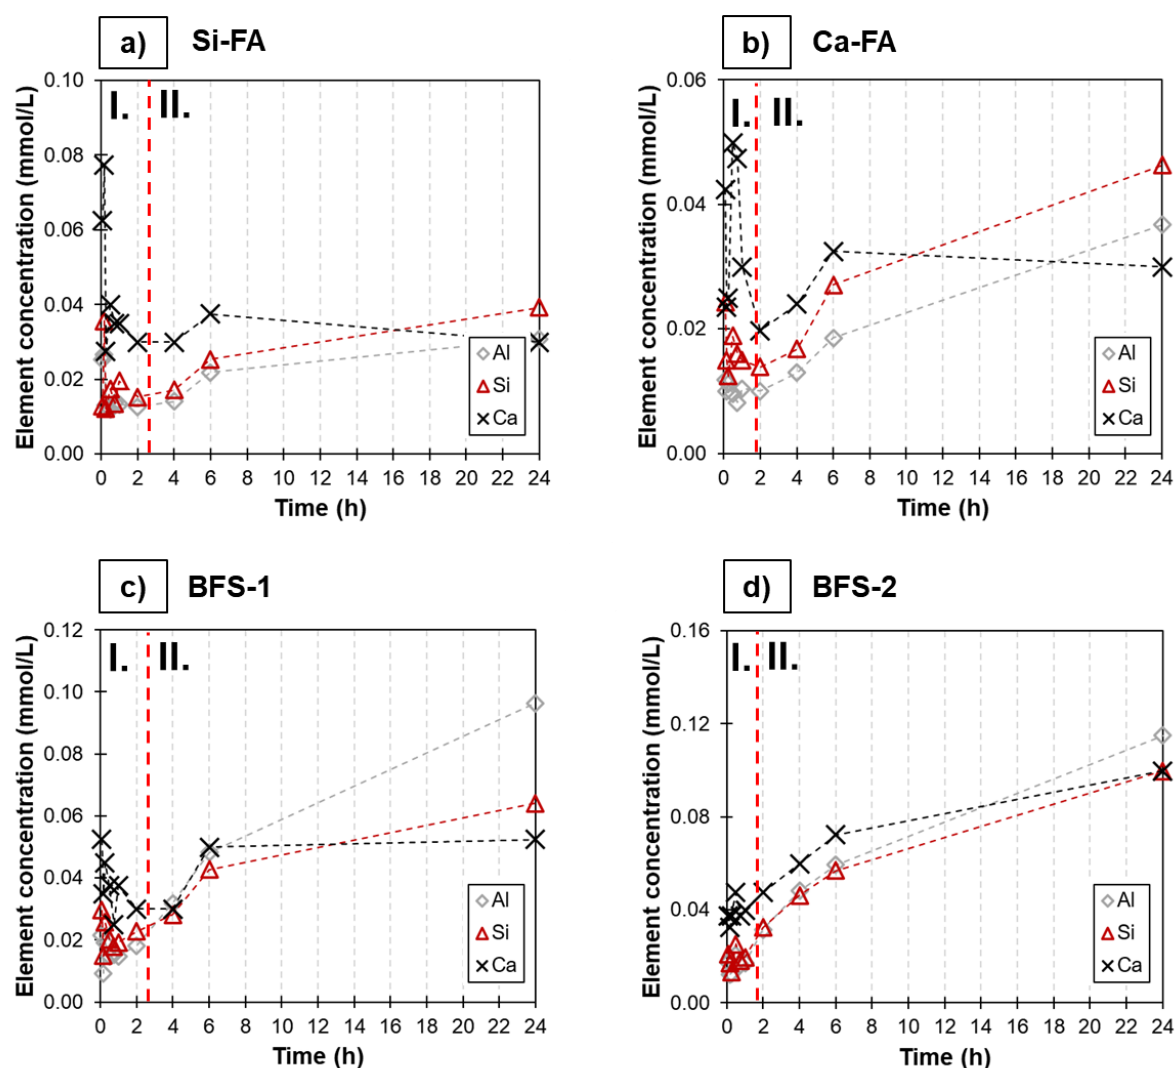 a) Si-FA
Element concentration (mmol/L)
0.10
0.08
0.06
0.04
0.02
0.00
I. II.
Al
Si
Ca
0 2 4 6 8 10 12 14 16 18 20 22 24
Time (h)
b) Ca-FA
Element concentration (mmol/L)
0.06
0.04
0.02
0.00
I. II.
Al
Si
Ca
0 2 4 6 8 10 12 14 16 18 20 22 24
Time (h)
c) BFS-1
Element concentration (mmol/L)
0.12
0.10
0.08
0.06
0.04
0.02
0.00
I. II.
Al
Si
Ca
0 2 4 6 8 10 12 14 16 18 20 22 24
Time (h)
d) BFS-2
Element concentration (mmol/L)
0.16
0.12
0.08
0.04
0.00
I. II.
Al
Si
Ca
0 2 4 6 8 10 12 14 16 18 20 22 24
Time (h)